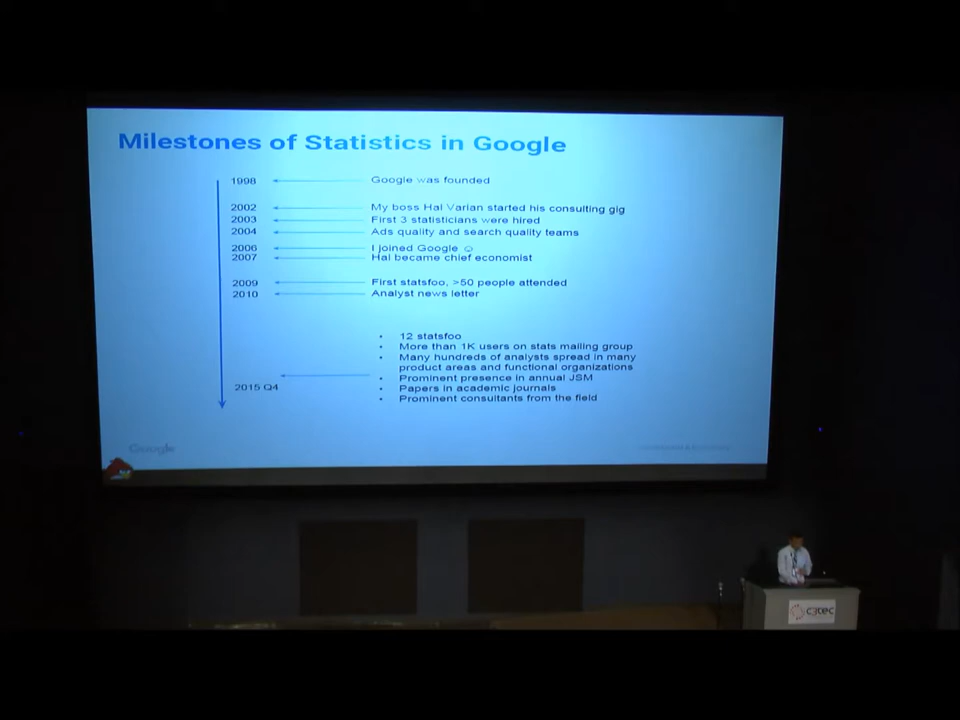 Milestones of Statistics in Google
1998 Google was founded
2002 My boss Hal Varian started his consulting gig
2003 First 3 statisticians were hired
2004 Ads quality and search quality teams
2006 I joined Google ☺
2007 Hal became chief economist
2009 First statsfoo, >50 people attended
2010 Analyst news letter
• 12 statsfoo
• More than 1K users on stats mailing group
• Many hundreds of analysts spread in many
product areas and functional organizations
• Prominent presence in annual JSM
2015 Q4
• Papers in academic journals
• Prominent consultants from the field
Google
c3tec